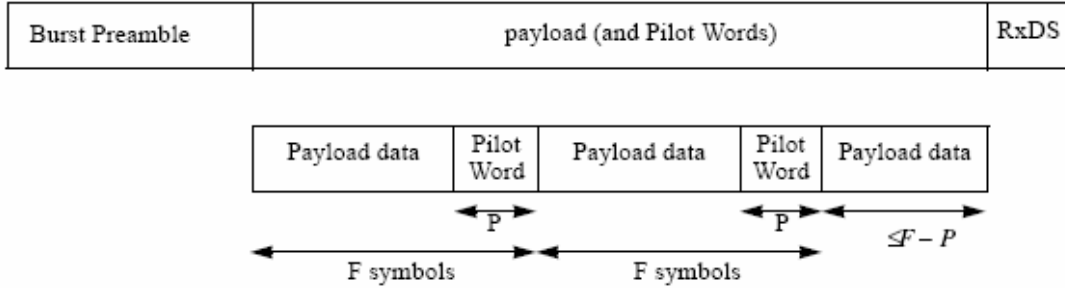 Burst Preamble
payload (and Pilot Words)
RxDS
Payload data
Pilot
Word
Payload data
Pilot
Word
Payload data
P
P
≤F – P
F symbols
F symbols